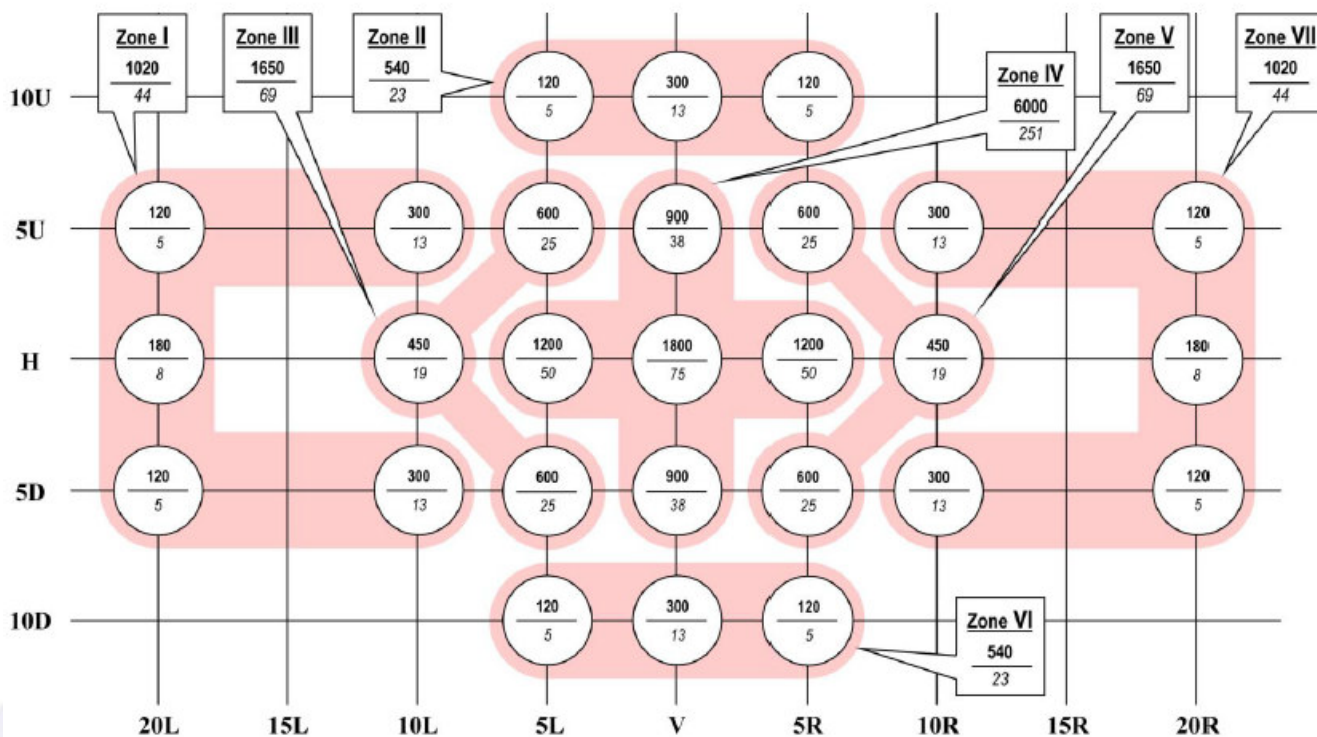 Zone I Zone III Zone II Zone IV Zone V Zone VII
1020 1650 540 6000 1650 1020
44 69 23 251 69 44
10U 120 300 120
5 13 5
5U 120 300 600 900 600 300 120
5 13 25 38 25 13 5
H 180 450 1200 1800 1200 450 180
8 19 50 75 50 19 8
5D 120 300 600 900 600 300 120
5 13 25 38 25 13 5
10D 120 300 120
5 13 5
Zone VI
540
23
20L 15L 10L 5L V 5R 10R 15R 20R